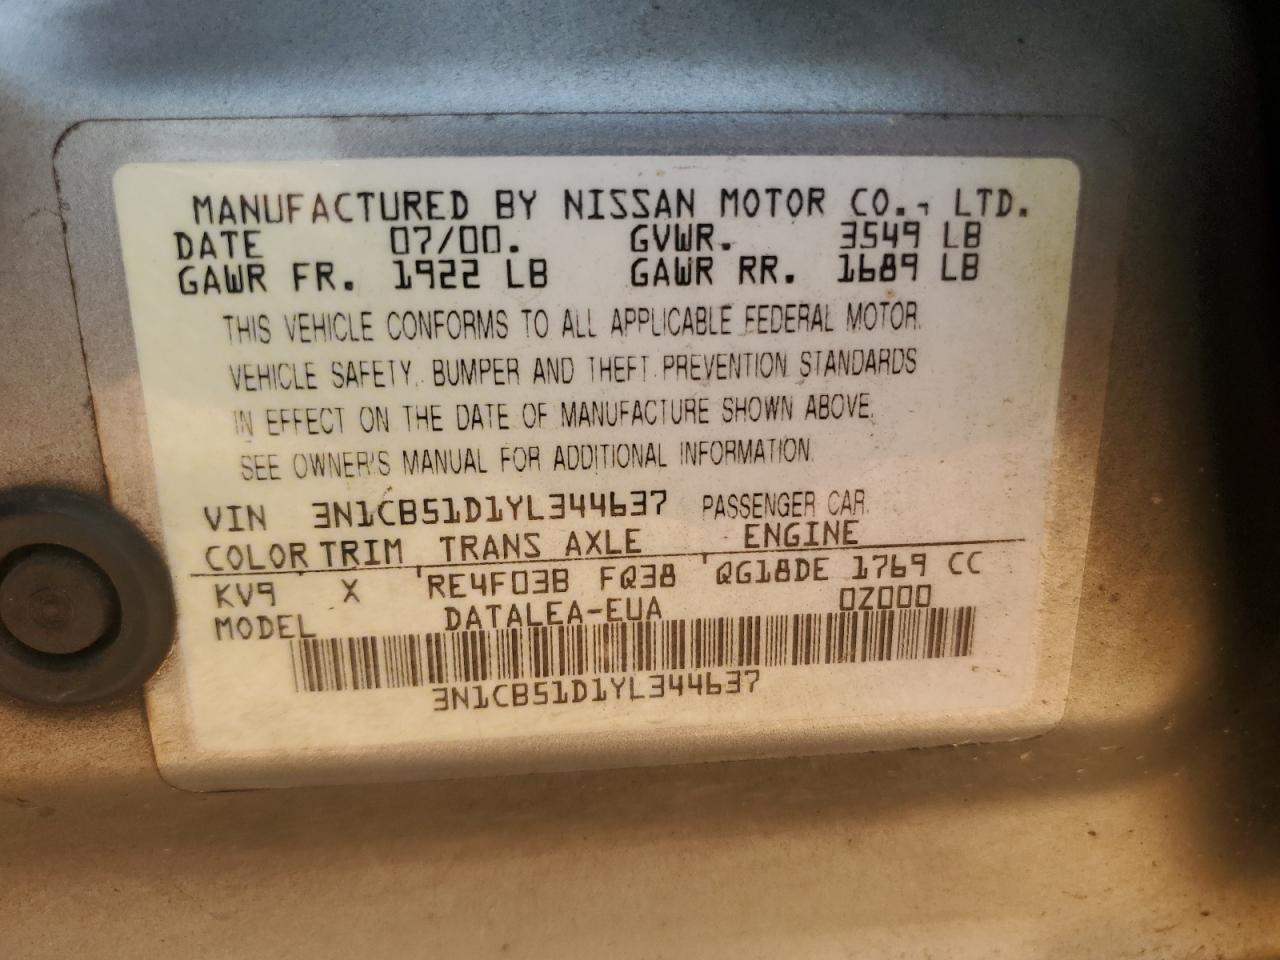 MANUFACTURED BY NISSAN MOTOR CO., LTD.
DATE 07/00. GVWR. 3549 LB
GAWR FR. 1922 LB GAWR RR. 1689 LB
THIS VEHICLE CONFORMS TO ALL APPLICABLE FEDERAL MOTOR
VEHICLE SAFETY, BUMPER AND THEFT PREVENTION STANDARDS
IN EFFECT ON THE DATE OF MANUFACTURE SHOWN ABOVE.
SEE OWNER'S MANUAL FOR ADDITIONAL INFORMATION.
VIN 3N1CB51D1YL344637 PASSENGER CAR
COLOR TRIM TRANS AXLE ENGINE
KV9 X RE4F03B FQ38 QG18DE 1769 CC
MODEL DATALEA-EUA 0Z000
3N1CB51D1YL344637